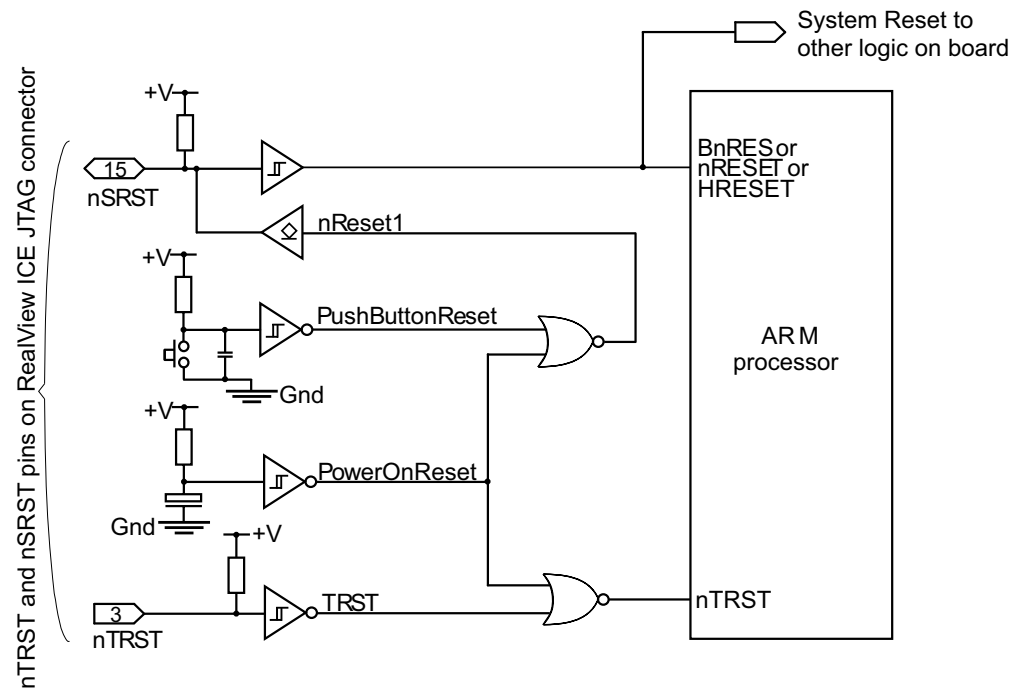 System Reset to
other logic on board
nTRST and nSRST pins on RealView ICE JTAG connector
+V
15
nSRST
BnRES or
nRESET or
HRESET
nReset1
+V
PushButtonReset
Gnd
ARM
processor
+V
PowerOnReset
Gnd
+V
TRST
3
nTRST
nTRST